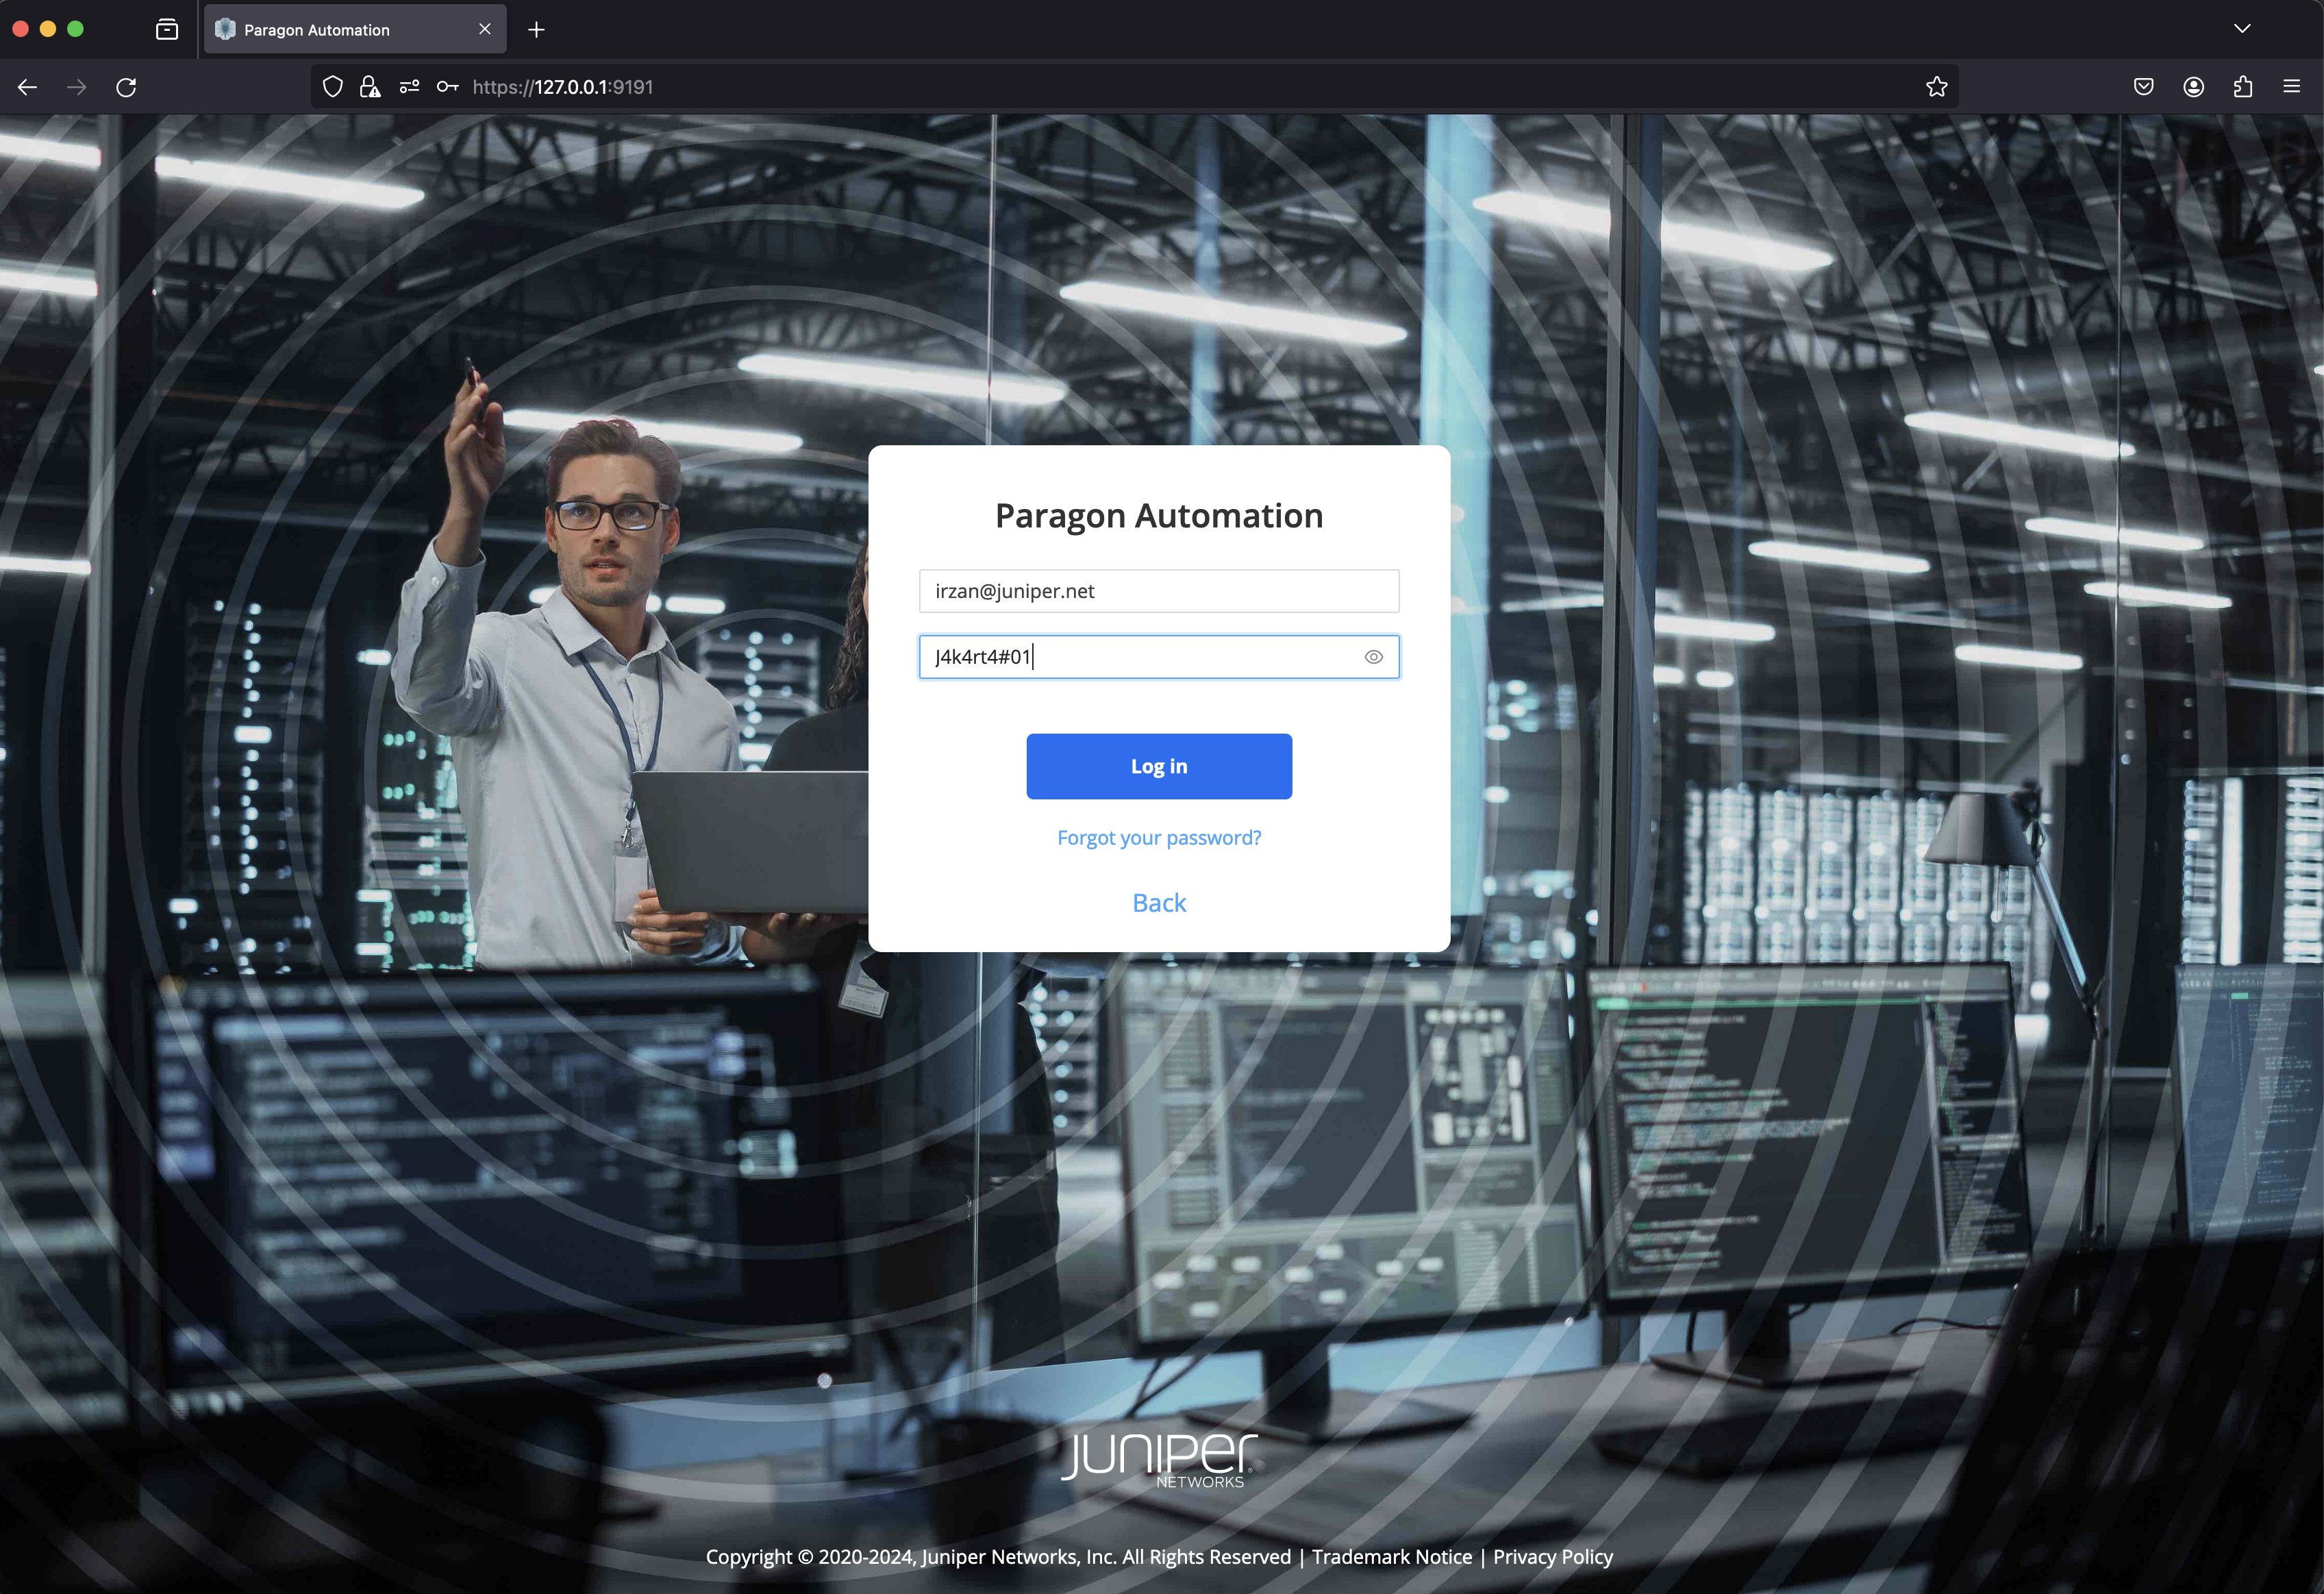 Paragon Automation
https://127.0.0.1:9191
Paragon Automation
irzan@juniper.net
J4k4rt4#01
Log in
Forgot your password?
Back
JUNIPEr
NETWORKS
Copyright © 2020-2024, Juniper Networks, Inc. All Rights Reserved | Trademark Notice | Privacy Policy